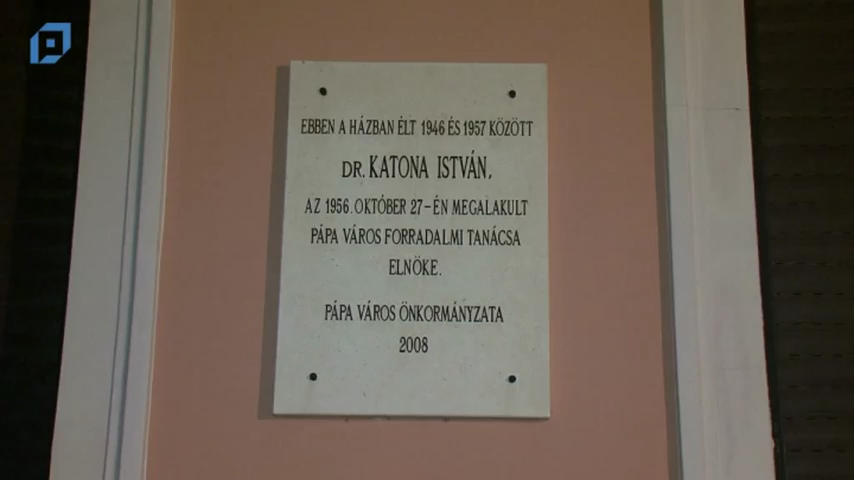 EBBEN A HÁZBAN ÉLT 1946 ÉS 1957 KÖZÖTT
DR. KATONA ISTVÁN,
AZ 1956. OKTÓBER 27-ÉN MEGALAKULT
PÁPA VÁROS FORRADALMI TANÁCSA
ELNÖKE.
PÁPA VÁROS ÖNKORMÁNYZATA
2008